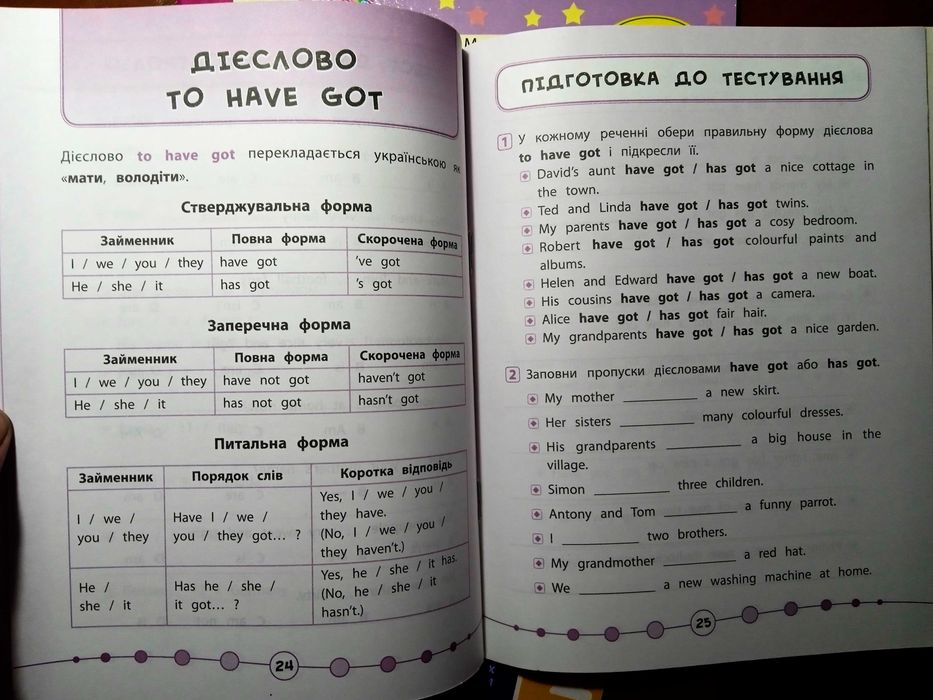 ДІЄСЛОВО
TO HAVE GOT
Дієслово to have got перекладається українською як
«мати, володіти».
Стверджувальна форма
Займенник Повна форма Скорочена форма
I / we / you / they have got 've got
He / she / it has got 's got
Заперечна форма
Займенник Повна форма Скорочена форма
I / we / you / they have not got haven't got
He / she / it has not got hasn't got
Питальна форма
Займенник Порядок слів Коротка відповідь
I / we /
you / they
Have I / we /
you / they got... ?
Yes, I / we / you /
they have.
(No, I / we / you /
they haven't.)
He /
she / it
Has he / she /
it got... ?
Yes, he / she / it has.
(No, he / she / it
hasn't.)
24
ПІДГОТОВКА ДО ТЕСТУВАННЯ
1 У кожному реченні обери правильну форму дієслова
to have got і підкресли її.
David's aunt have got / has got a nice cottage in
the town.
Ted and Linda have got / has got twins.
My parents have got / has got a cosy bedroom.
Robert have got / has got colourful paints and
albums.
Helen and Edward have got / has got a new boat.
His cousins have got / has got a camera.
Alice have got / has got fair hair.
My grandparents have got / has got a nice garden.
2 Заповни пропуски дієсловами have got або has got.
My mother __________ a new skirt.
Her sisters __________ many colourful dresses.
His grandparents __________ a big house in the
village.
Simon __________ three children.
Antony and Tom __________ a funny parrot.
I __________ two brothers.
My grandmother __________ a red hat.
We __________ a new washing machine at home.
25